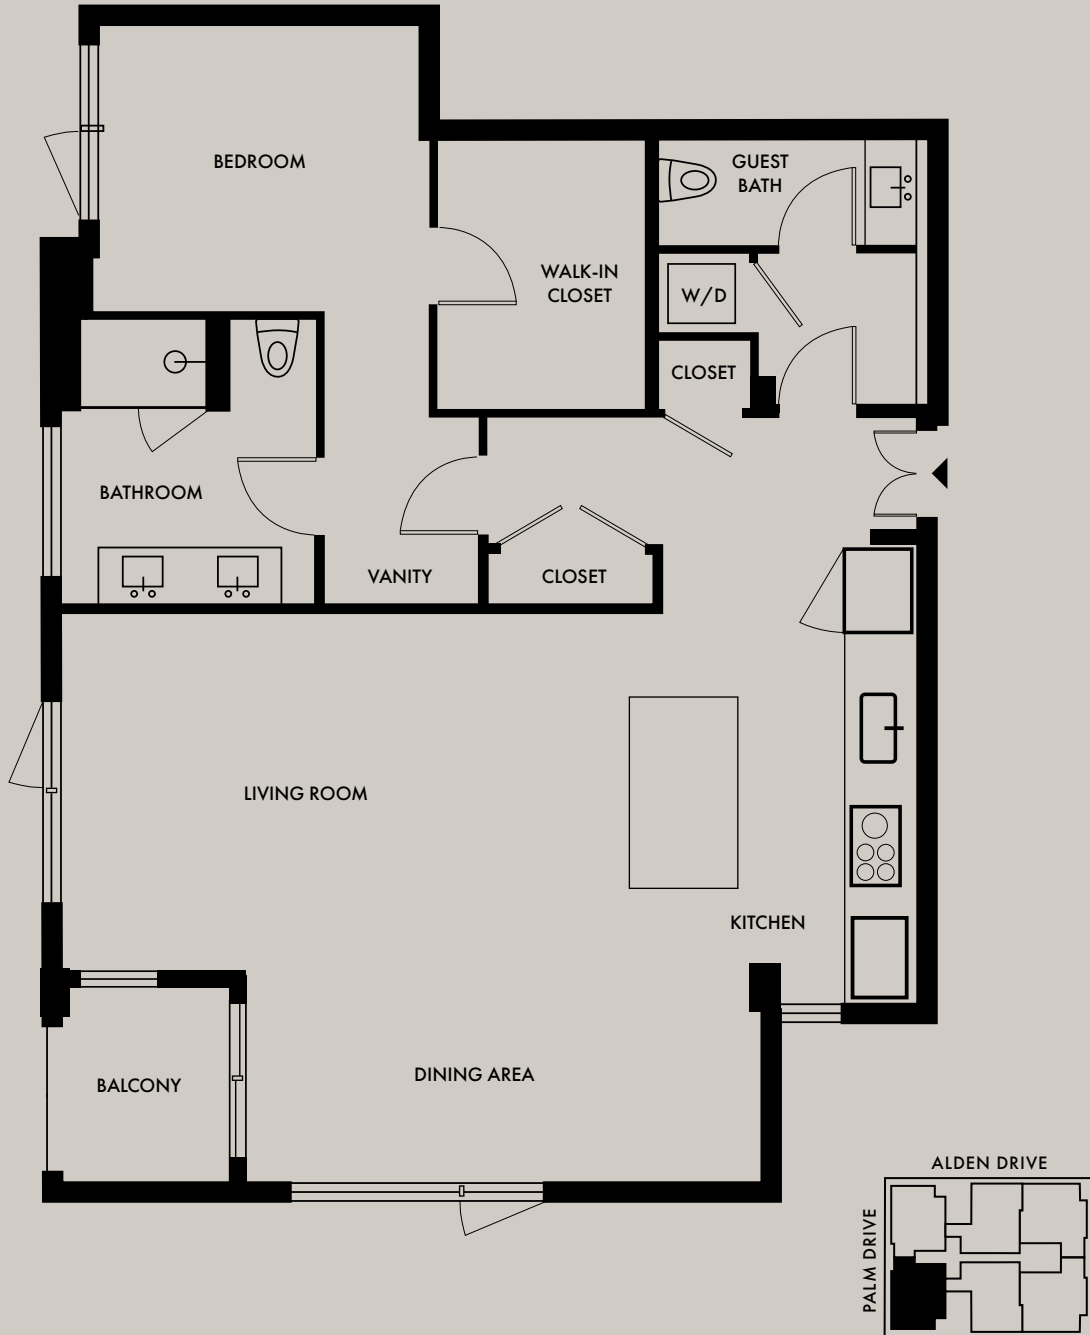 BEDROOM
GUEST
BATH
WALK-IN
CLOSET
W/D
CLOSET
BATHROOM
VANITY
CLOSET
LIVING ROOM
KITCHEN
DINING AREA
BALCONY
ALDEN DRIVE
PALM DRIVE